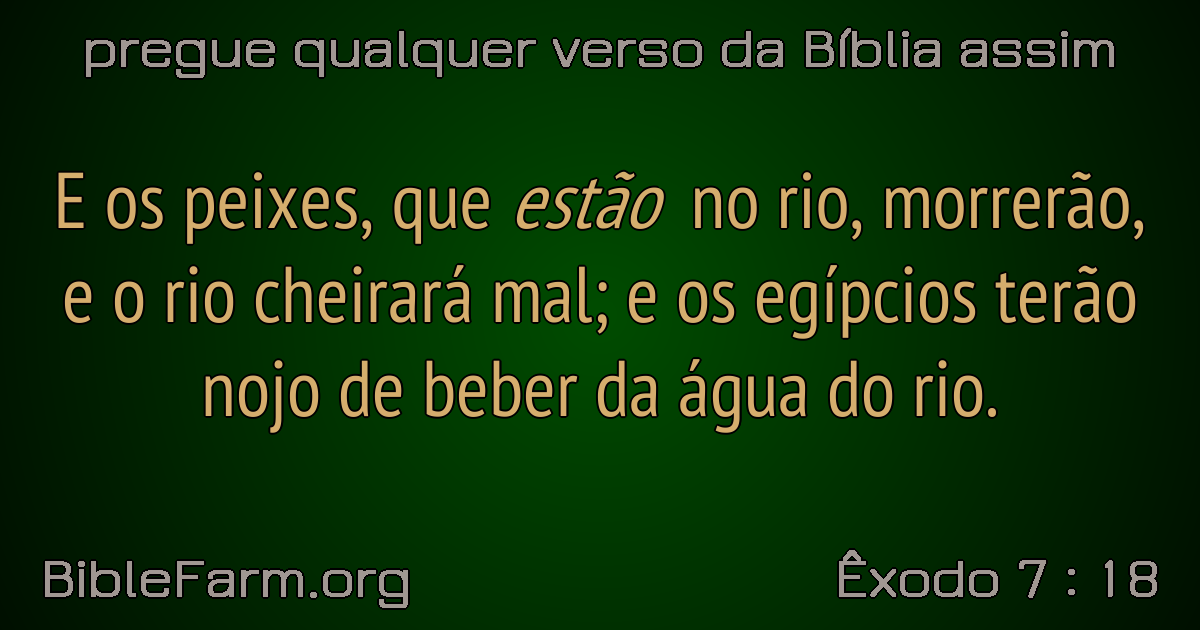 pregue qualquer verso da Bíblia assim
E os peixes, que estão no rio, morrerão,
e o rio cheirará mal; e os egípcios terão
nojo de beber da água do rio.
BibleFarm.org
Êxodo 7 : 18